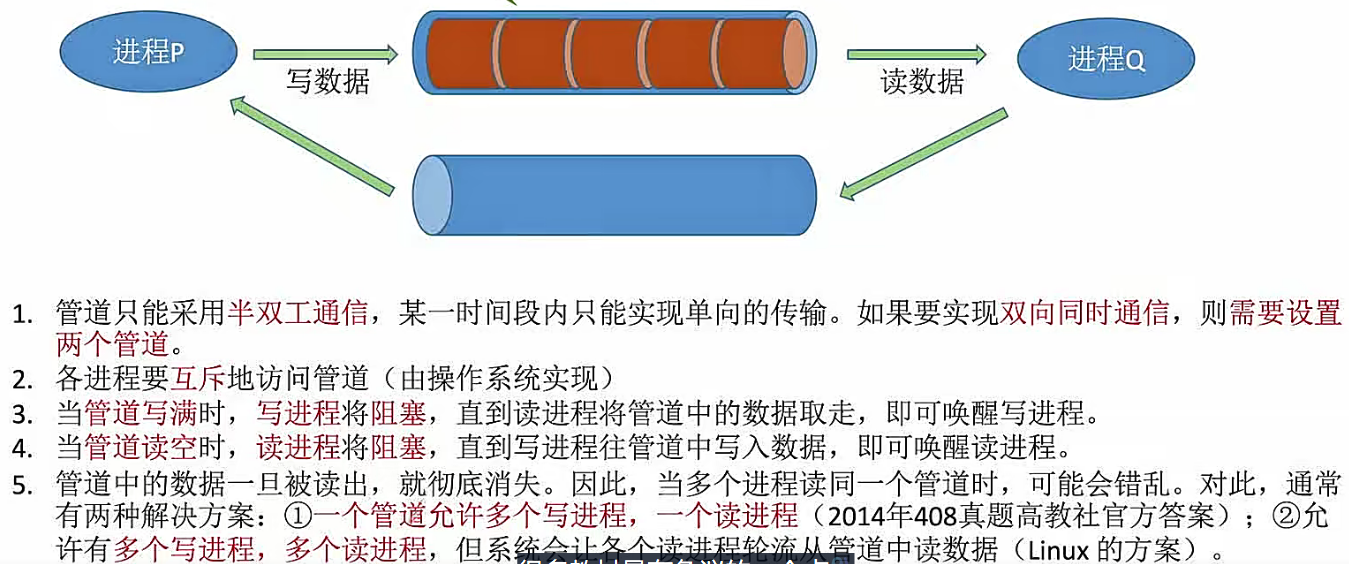 进程P
写数据
读数据
进程Q
1. 管道只能采用半双工通信，某一时间段内只能实现单向的传输。如果要实现双向同时通信，则需要设置
两个管道。
2. 各进程要互斥地访问管道（由操作系统实现）
3. 当管道写满时，写进程将阻塞，直到读进程将管道中的数据取走，即可唤醒写进程。
4. 当管道读空时，读进程将阻塞，直到写进程往管道中写入数据，即可唤醒读进程。
5. 管道中的数据一旦被读出，就彻底消失。因此，当多个进程读同一个管道时，可能会错乱。对此，通常
有两种解决方案：①一个管道允许多个写进程，一个读进程（2014年408真题高教社官方答案）；②允
许有多个写进程，多个读进程，但系统会让各个读进程轮流从管道中读数据（Linux 的方案）。